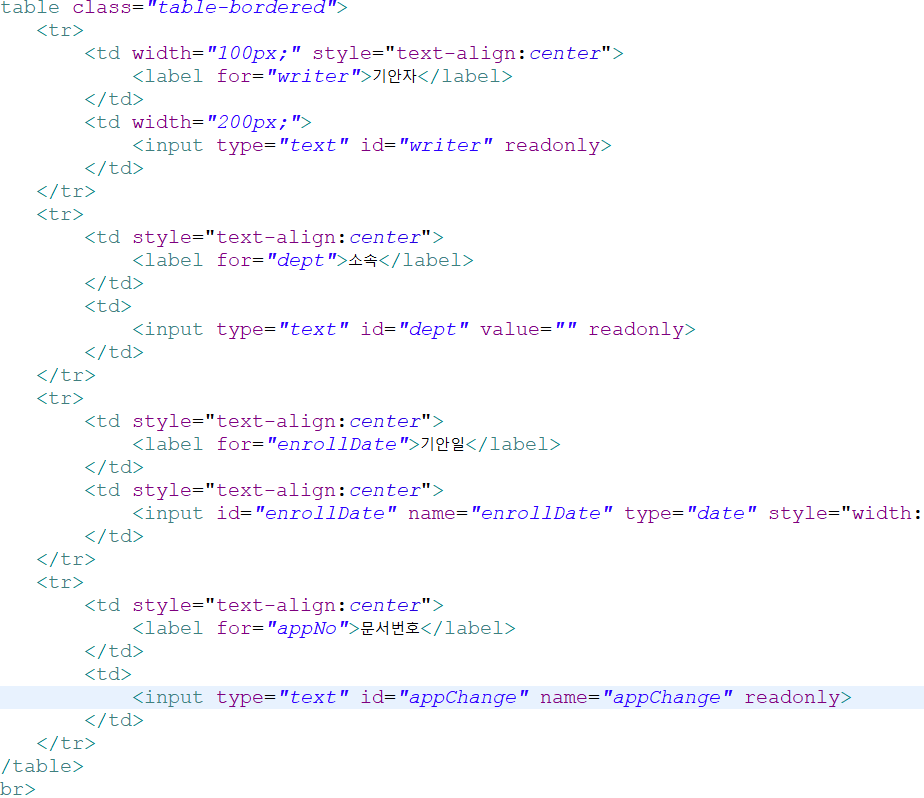 table class="table-bordered">
<tr>
<td width="100px;" style="text-align:center">
<label for="writer">기안자</label>
</td>
<td width="200px;">
<input type="text" id="writer" readonly>
</td>
</tr>
<tr>
<td style="text-align:center">
<label for="dept">소속</label>
</td>
<td>
<input type="text" id="dept" value="" readonly>
</td>
</tr>
<tr>
<td style="text-align:center">
<label for="enrollDate">기안일</label>
</td>
<td style="text-align:center">
<input id="enrollDate" name="enrollDate" type="date" style="width:
</td>
</tr>
<tr>
<td style="text-align:center">
<label for="appNo">문서번호</label>
</td>
<td>
<input type="text" id="appChange" name="appChange" readonly>
</td>
</tr>
/table>
br>